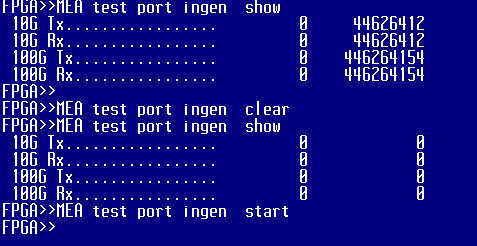 FPGA>>MEA test port ingen  show
 10G Tx.................         0     44626412
 10G Rx.................         0     44626412
 100G Tx................         0    446264154
 100G Rx................         0    446264154
FPGA>>
FPGA>>MEA test port ingen  clear
FPGA>>MEA test port ingen  show
 10G Tx.................         0            0
 10G Rx.................         0            0
 100G Tx................         0            0
 100G Rx................         0            0
FPGA>>MEA test port ingen  start
FPGA>>